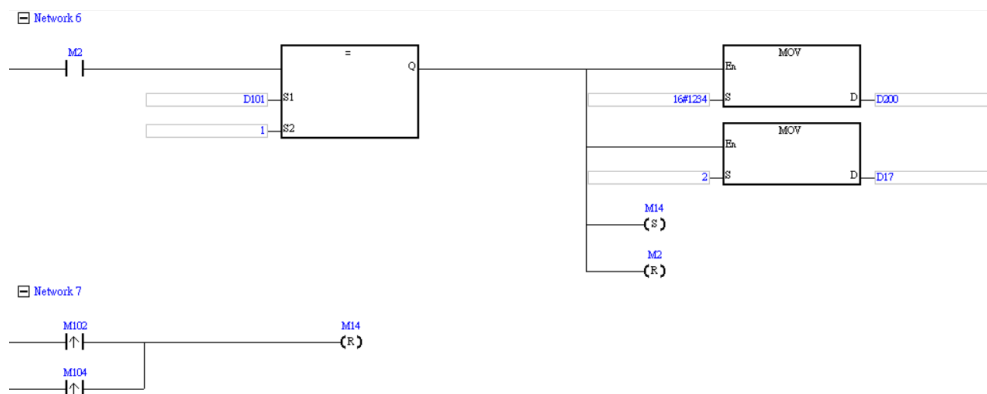 Network 6
M2
=
Q
D101
S1
1
S2
MOV
En
16#1234
S
D
D200
MOV
En
2
S
D
D17
M14
S
M2
R
Network 7
M102
M14
R
M104